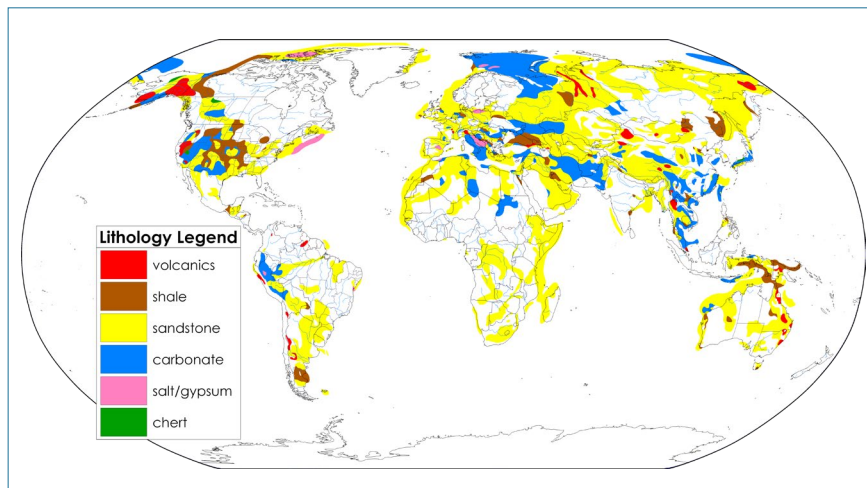 Lithology Legend
volcanics
shale
sandstone
carbonate
salt/gypsum
chert